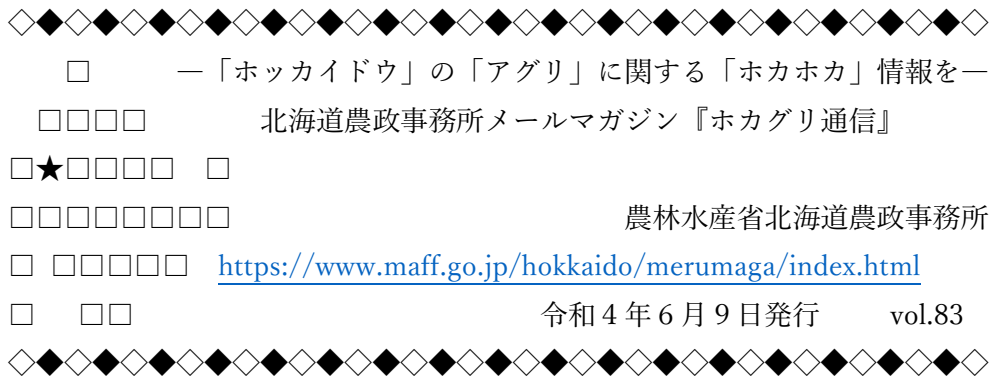 ◇◆◇◆◇◆◇◆◇◆◇◆◇◆◇◆◇◆◇◆◇◆◇◆◇◆◇◆◇◆◇◆◇◆◇
□ ―「ホッカイドウ」の「アグリ」に関する「ホカホカ」情報を―
□□□□ 北海道農政事務所メールマガジン『ホカグリ通信』
□★□□□□ □
□□□□□□□□ 農林水産省北海道農政事務所
□ □□□□□ https://www.maff.go.jp/hokkaido/merumaga/index.html
□ □□ 令和４年６月９日発行 vol.83
◇◆◇◆◇◆◇◆◇◆◇◆◇◆◇◆◇◆◇◆◇◆◇◆◇◆◇◆◇◆◇◆◇◆◇